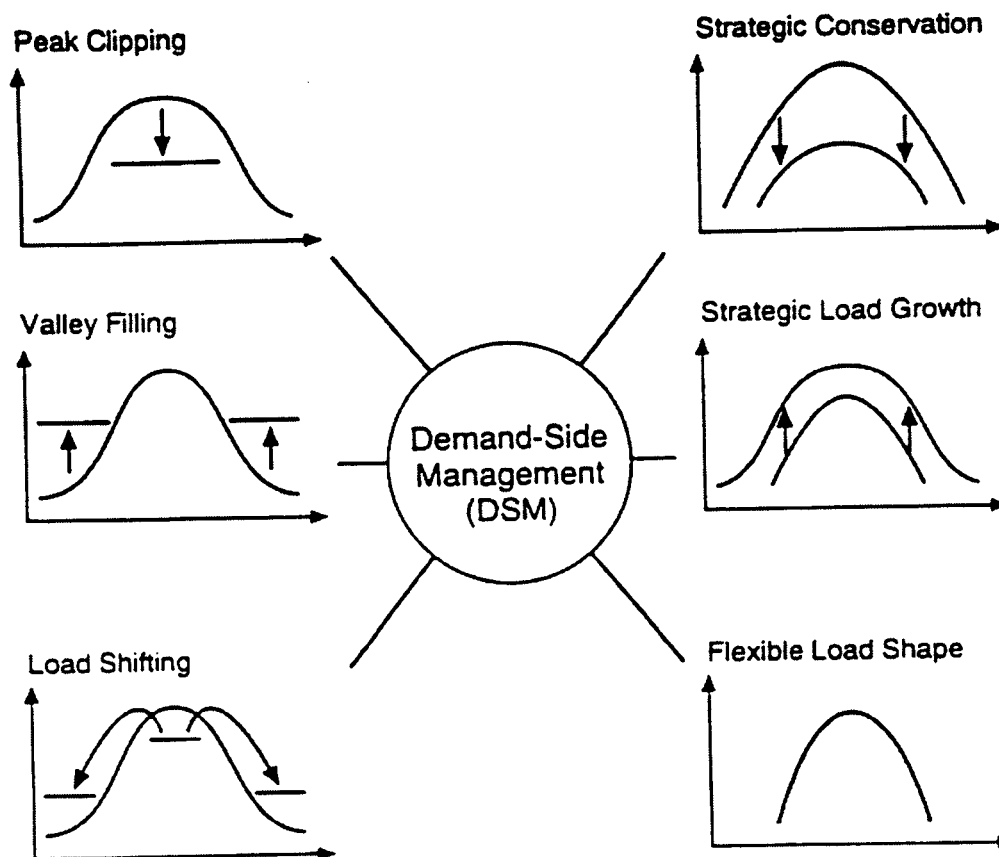 Peak Clipping
Strategic Conservation
Valley Filling
Strategic Load Growth
Demand-Side
Management
(DSM)
Load Shifting
Flexible Load Shape